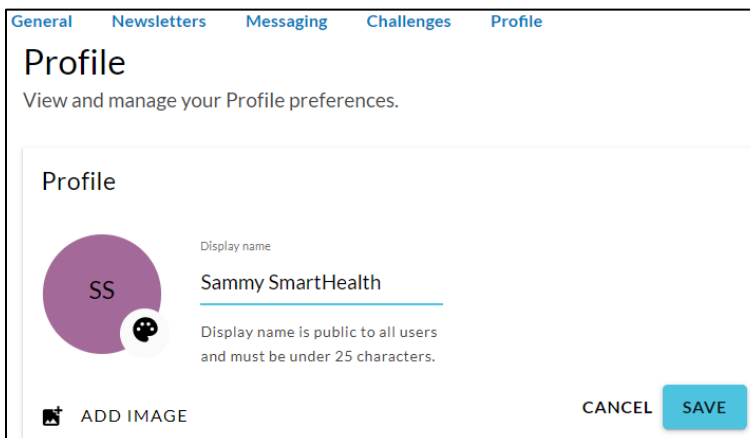 General Newsletters Messaging Challenges Profile
Profile
View and manage your Profile preferences.
Profile
SS
Display name
Sammy SmartHealth
Display name is public to all users
and must be under 25 characters.
ADD IMAGE
CANCEL SAVE